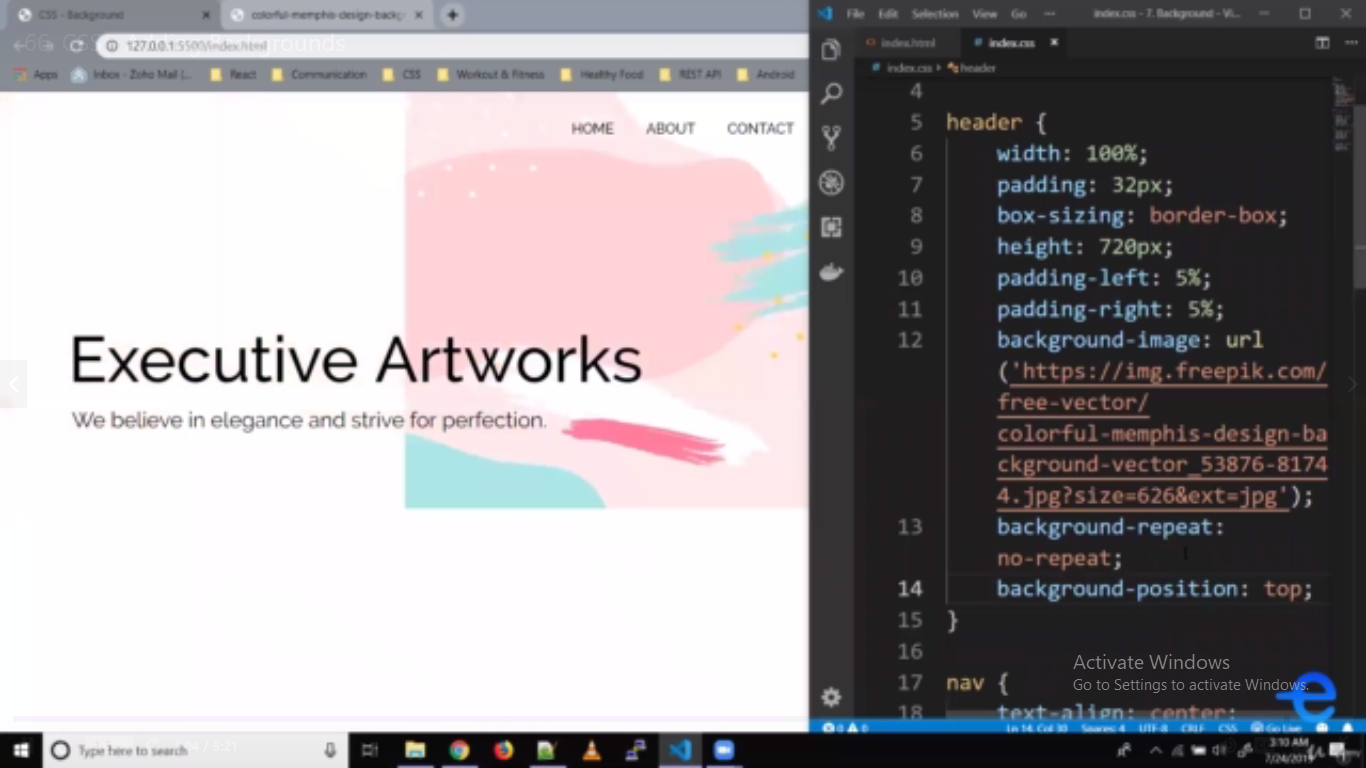 CSS - Background
colorful-memphis-design-backg
66. CSS Backgrounds
127.0.0.1:5500/index.html
Apps
Inbox - Zoho Mail (
React
Communication
CSS
Workout & Fitness
Healthy Food
REST API
Android
HOME ABOUT CONTACT
Executive Artworks
We believe in elegance and strive for perfection.
File Edit Selection View Go ··· index.css - 7. Background - Vi...
index.html
index.css
index.css header
4
5 header {
6 width: 100%;
7 padding: 32px;
8 box-sizing: border-box;
9 height: 720px;
10 padding-left: 5%;
11 padding-right: 5%;
12 background-image: url
('https://img.freepik.com/
free-vector/
colorful-memphis-design-ba
ckground-vector_53876-8174
4.jpg?size=626&ext=jpg');
13 background-repeat:
no-repeat;
14 background-position: top;
15 }
16
17 nav {
18 text-align: center;
Activate Windows
Go to Settings to activate Windows.
0 0
Ln 14, Col 30 Spaces: 4 UTF-8 CRLF CSS Go Live
/ 5:21
Type here to search
3:10 AM